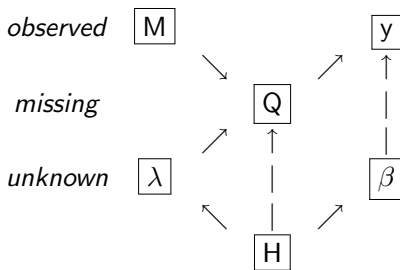 observed M y
missing Q
unknown λ β
H